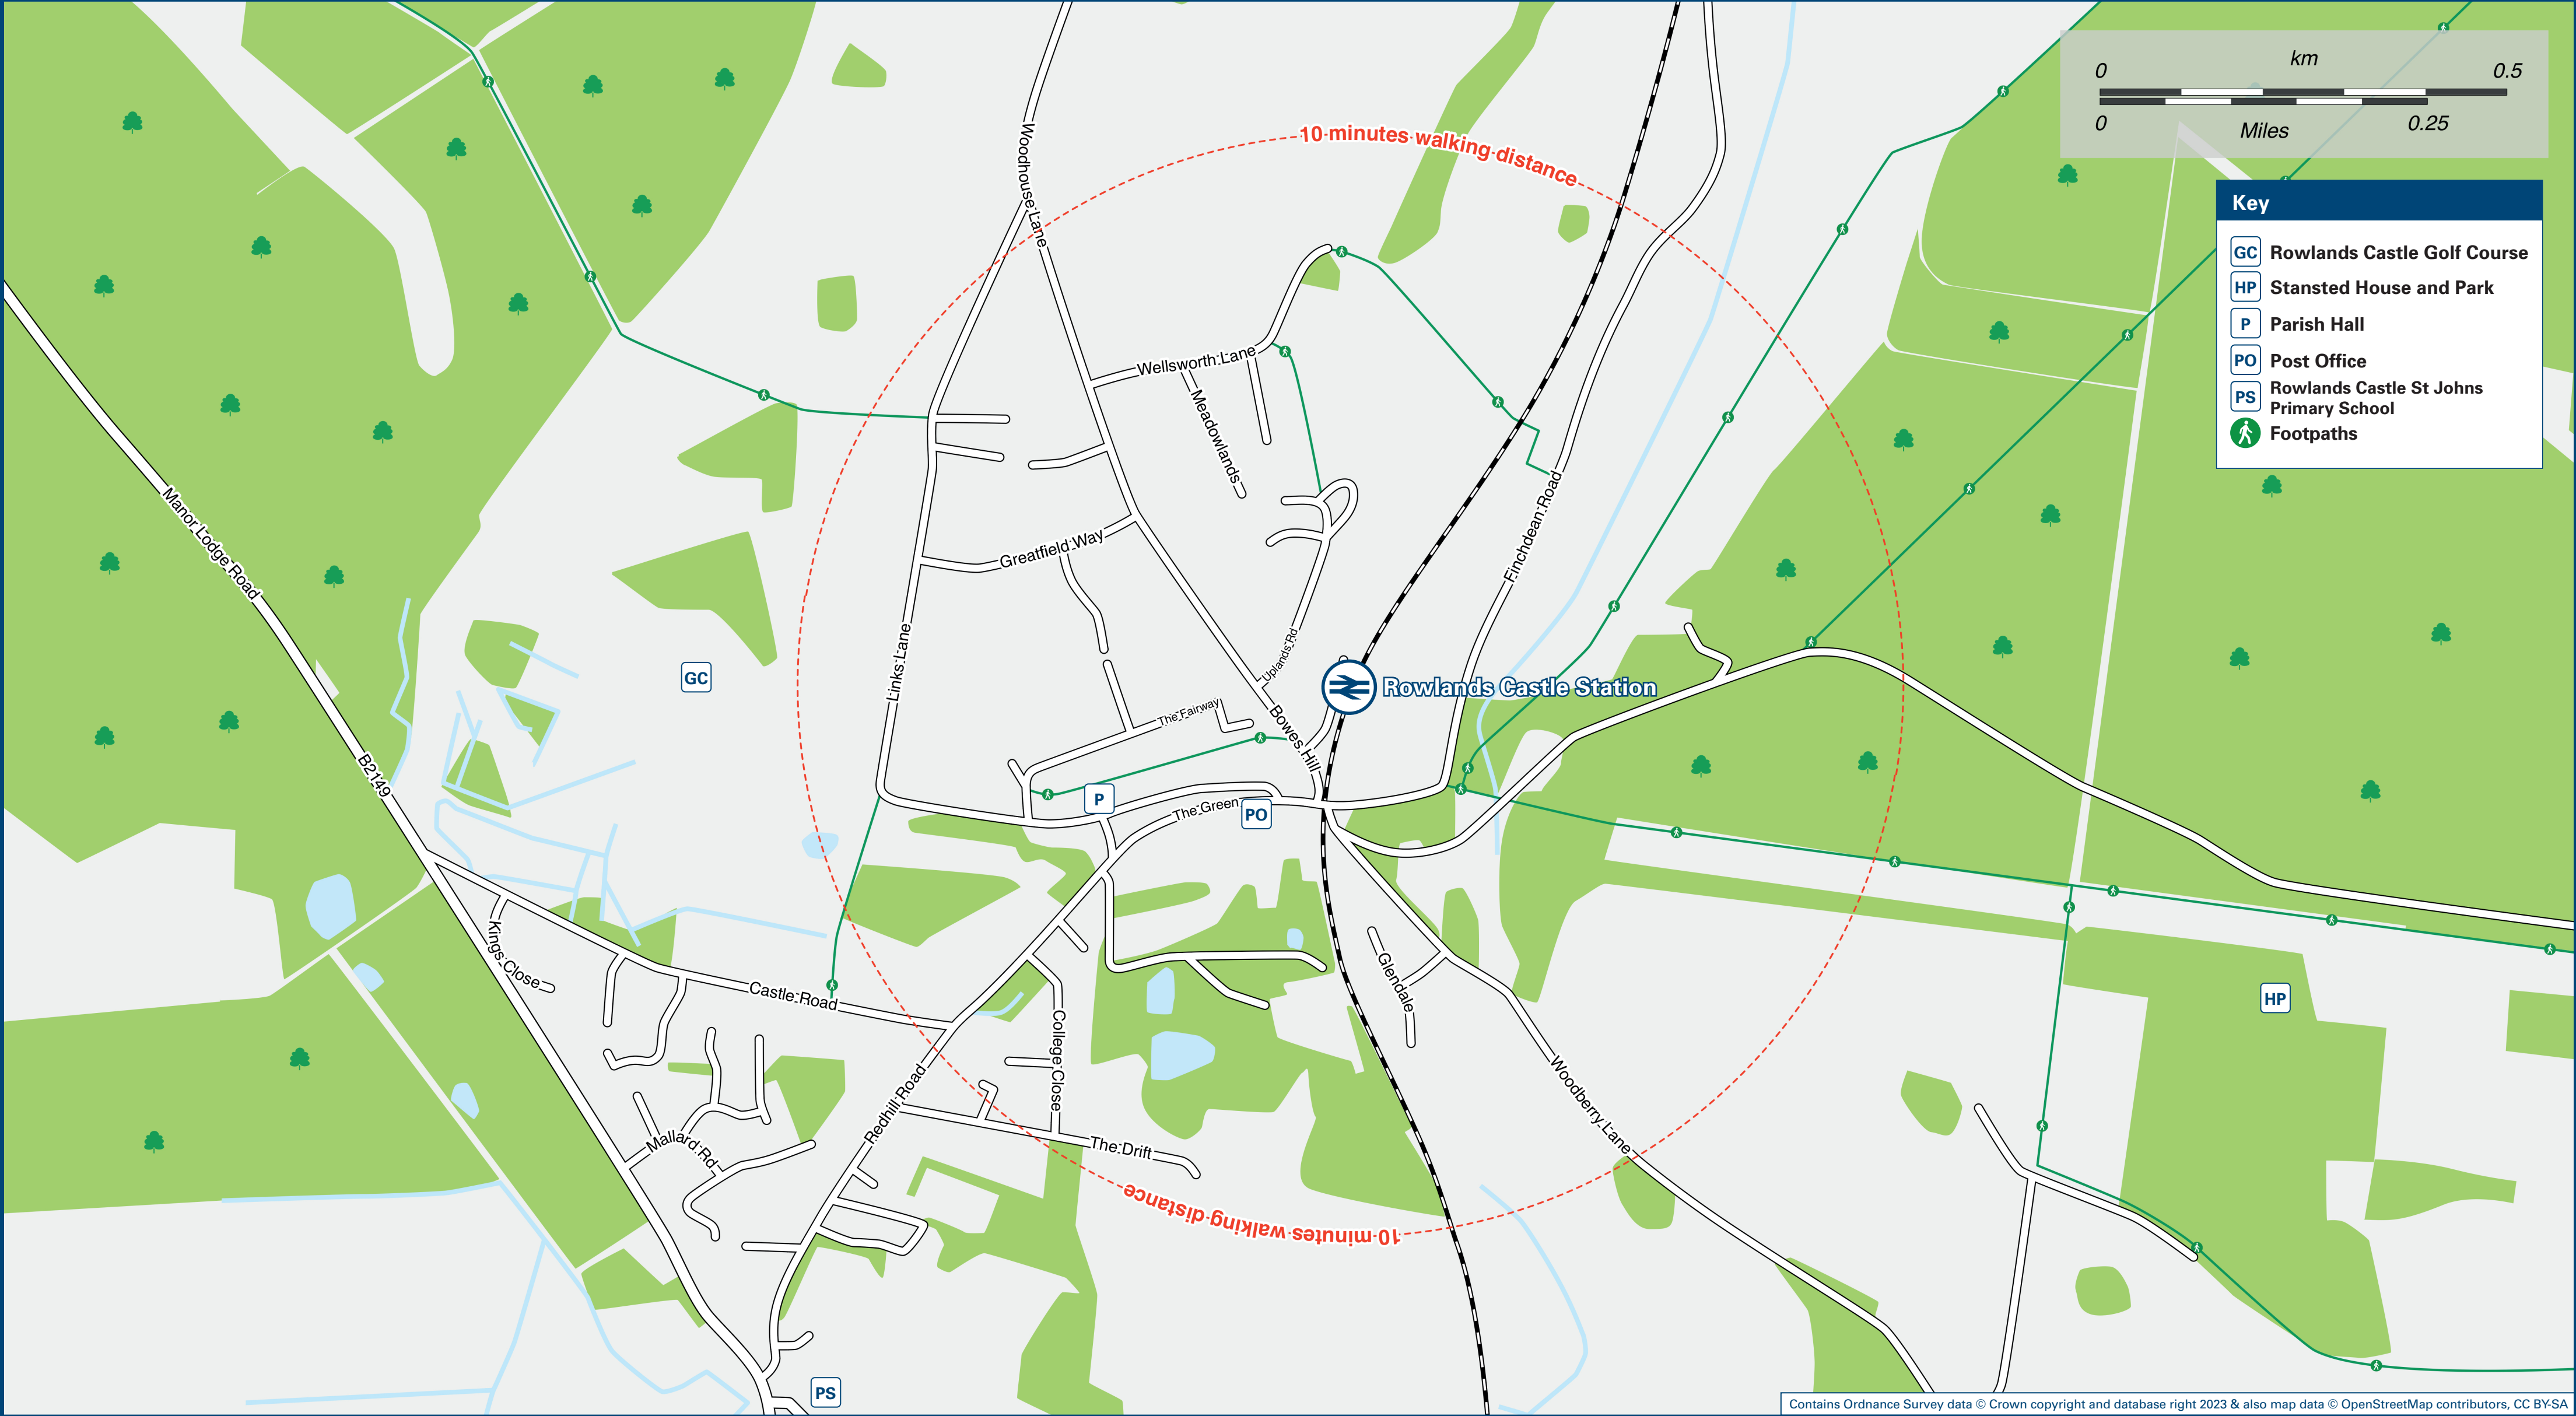 km
0
0.5
0
Miles
0.25
Key
GC Rowlands Castle Golf Course
HP Stansted House and Park
P Parish Hall
PO Post Office
PS Rowlands Castle St Johns
Primary School
Footpaths
10 minutes walking distance
Woodhouse Lane
Wellsworth Lane
Meadowlands
Manor Lodge Road
Greatfield Way
Finchdean Road
Links Lane
Uplands Rd
GC
Rowlands Castle Station
The Fairway
Bowes Hill
B2149
P
The Green
PO
Kings Close
Castle Road
Glendale
HP
College Close
Redhill Road
Woodberry Lane
Mallard Rd
The Drift
10 minutes walking distance
PS
Contains Ordnance Survey data © Crown copyright and database right 2023 & also map data © OpenStreetMap contributors, CC BY-SA